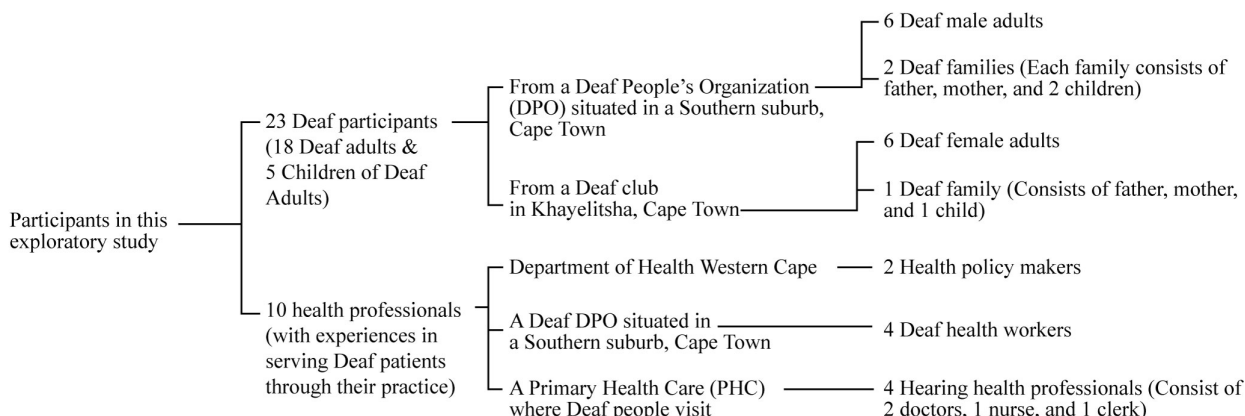 Participants in this
exploratory study
23 Deaf participants
(18 Deaf adults &
5 Children of Deaf
Adults)
From a Deaf People’s Organization
(DPO) situated in a Southern suburb,
Cape Town
6 Deaf male adults
2 Deaf families (Each family consists of
father, mother, and 2 children)
From a Deaf club
in Khayelitsha, Cape Town
6 Deaf female adults
1 Deaf family (Consists of father, mother,
and 1 child)
10 health professionals
(with experiences in
serving Deaf patients
through their practice)
Department of Health Western Cape
2 Health policy makers
A Deaf DPO situated in
a Southern suburb, Cape Town
4 Deaf health workers
A Primary Health Care (PHC)
where Deaf people visit
4 Hearing health professionals (Consist of
2 doctors, 1 nurse, and 1 clerk)